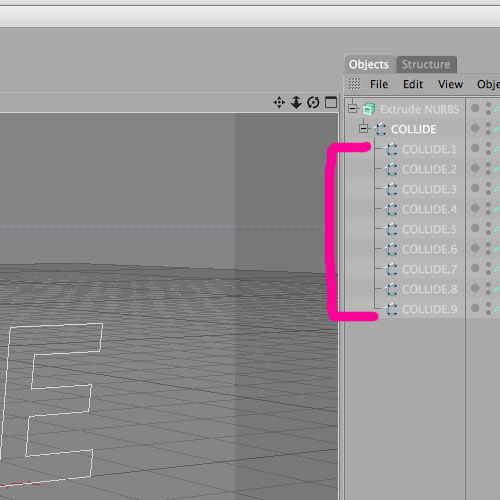 Objects Structure
File Edit View Obje
Extrude NURBS
COLLIDE
COLLIDE.1
COLLIDE.2
COLLIDE.3
COLLIDE.4
COLLIDE.5
COLLIDE.6
COLLIDE.7
COLLIDE.8
COLLIDE.9
E